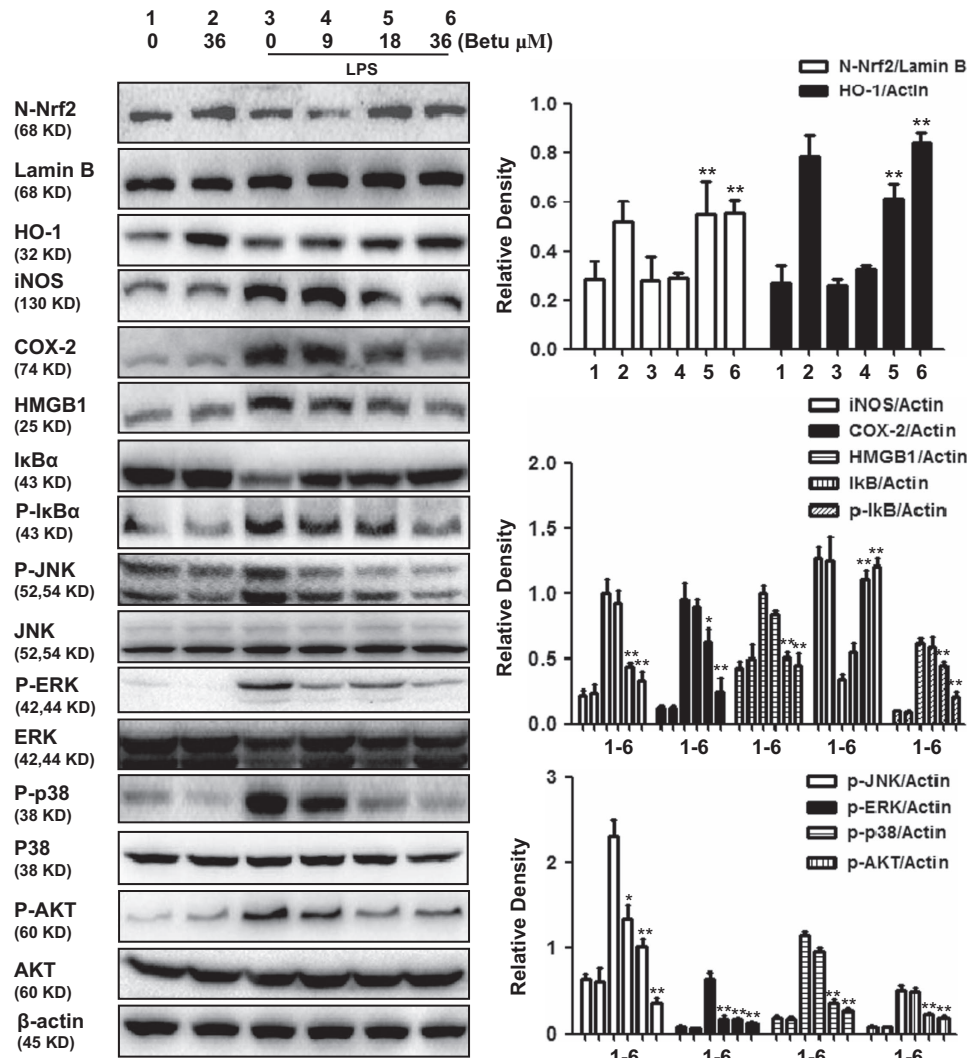 1 2 3 4 5 6
0 36 0 9 18 36 (Betu μM)
LPS
N-Nrf2
(68 KD)
Lamin B
(68 KD)
HO-1
(32 KD)
iNOS
(130 KD)
COX-2
(74 KD)
HMGB1
(25 KD)
IκBα
(43 KD)
P-IκBα
(43 KD)
P-JNK
(52,54 KD)
JNK
(52,54 KD)
P-ERK
(42,44 KD)
ERK
(42,44 KD)
P-p38
(38 KD)
P38
(38 KD)
P-AKT
(60 KD)
AKT
(60 KD)
β-actin
(45 KD)
N-Nrf2/Lamin B
HO-1/Actin
Relative Density
1.0
0.8
0.6
0.4
0.2
0.0
** ** ** **
1 2 3 4 5 6 1 2 3 4 5 6
iNOS/Actin
COX-2/Actin
HMGB1/Actin
IkB/Actin
p-IkB/Actin
Relative Density
2.0
1.5
1.0
0.5
0.0
** ** * ** ** ** ** ** ** **
1-6 1-6 1-6 1-6 1-6
p-JNK/Actin
p-ERK/Actin
p-p38/Actin
p-AKT/Actin
Relative Density
3
2
1
0
* ** ** ** ** ** ** ** ** **
1-6 1-6 1-6 1-6